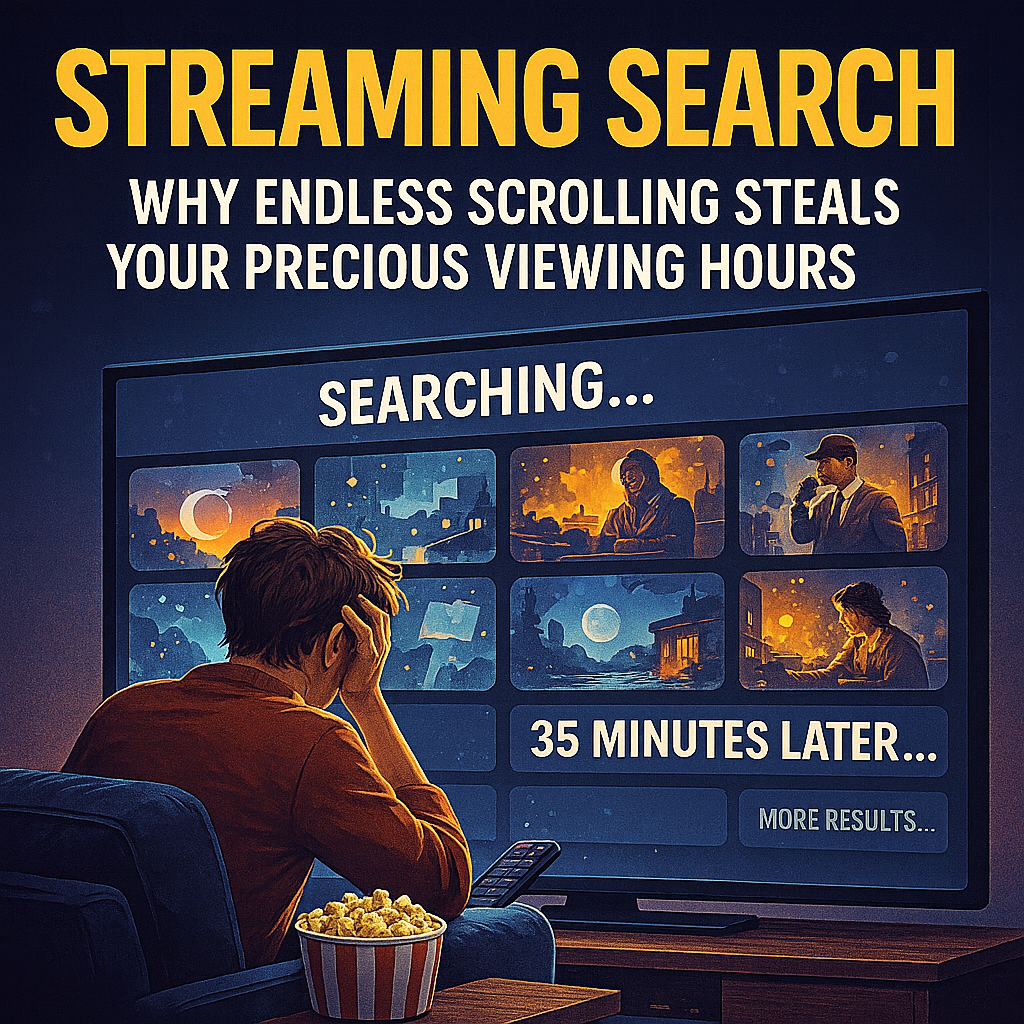 STREAMING SEARCH
WHY ENDLESS SCROLLING STEALS
YOUR PRECIOUS VIEWING HOURS
SEARCHING...
35 MINUTES LATER...
MORE RESULTS...